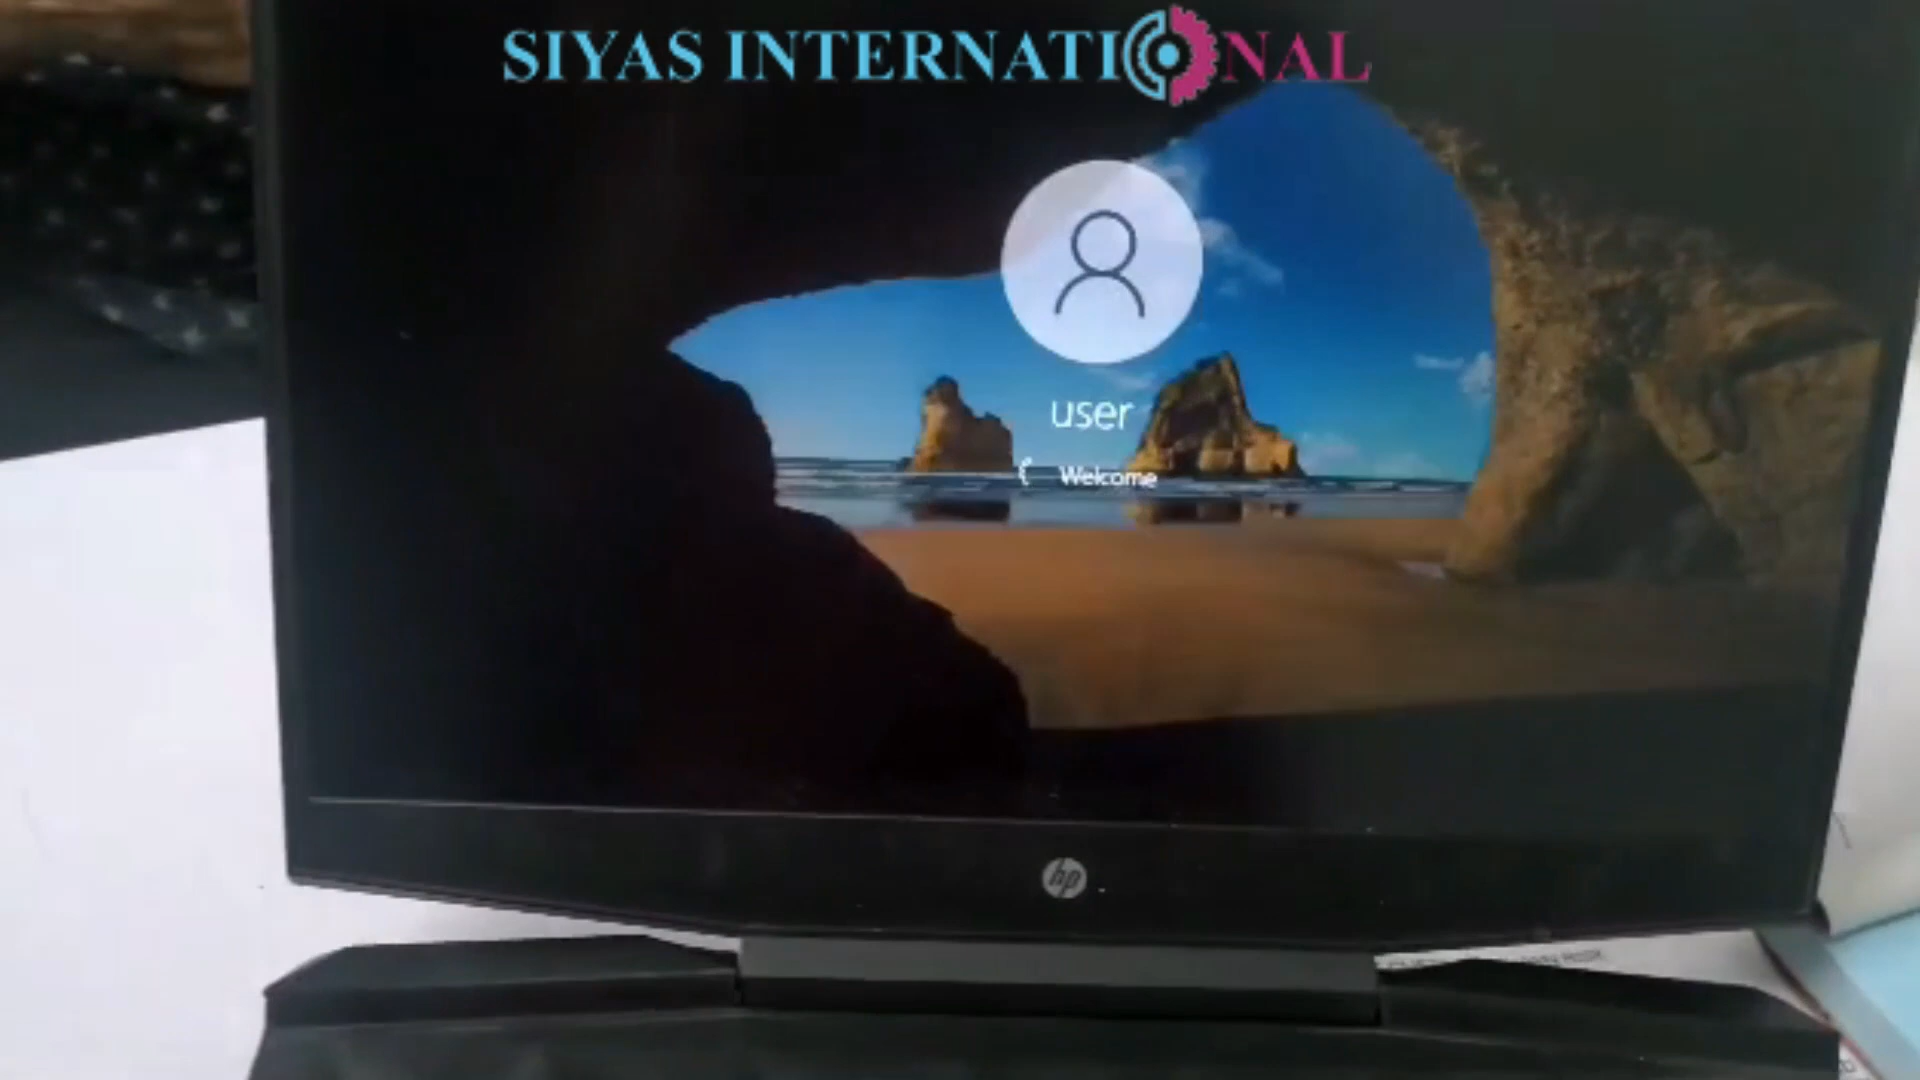 SIYAS INTERNATIONAL
user
Welcome
hp